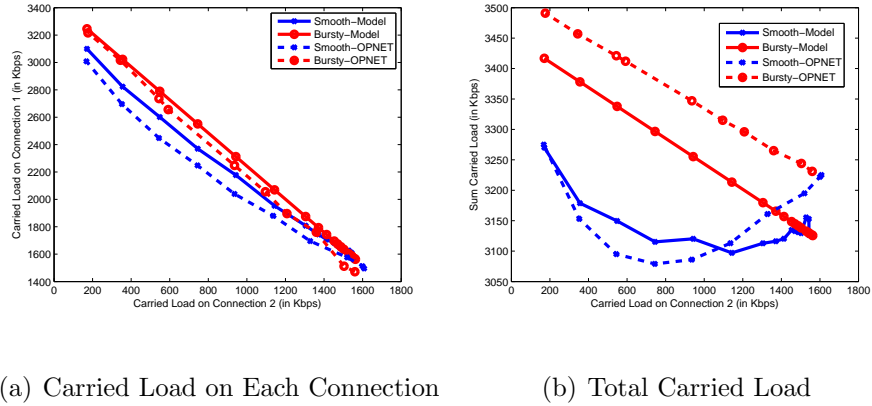 3400
3200
3000
2800
2600
2400
2200
2000
1800
1600
1400
0
200
400
600
800
1000
1200
1400
1600
1800
Carried Load on Connection 1 (in Kbps)
Carried Load on Connection 2 (in Kbps)
Smooth−Model
Bursty−Model
Smooth−OPNET
Bursty−OPNET
(a) Carried Load on Each Connection
3500
3450
3400
3350
3300
3250
3200
3150
3100
3050
0
200
400
600
800
1000
1200
1400
1600
1800
Sum Carried Load (in Kbps)
Carried Load on Connection 2 (in Kbps)
Smooth−Model
Bursty−Model
Smooth−OPNET
Bursty−OPNET
(b) Total Carried Load